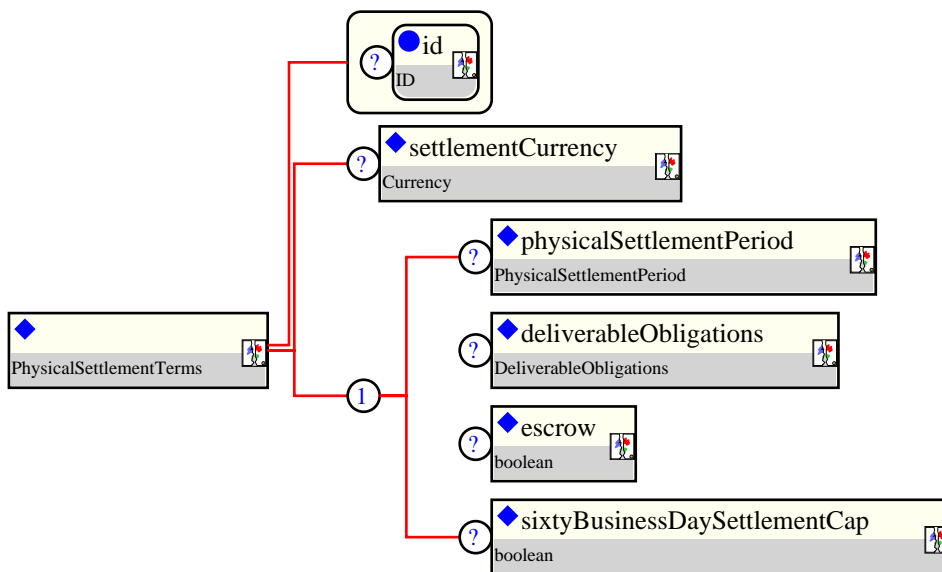 ? id
ID
? settlementCurrency
Currency
? physicalSettlementPeriod
PhysicalSettlementPeriod
PhysicalSettlementTerms
? deliverableObligations
DeliverableObligations
1
? escrow
boolean
? sixtyBusinessDaySettlementCap
boolean